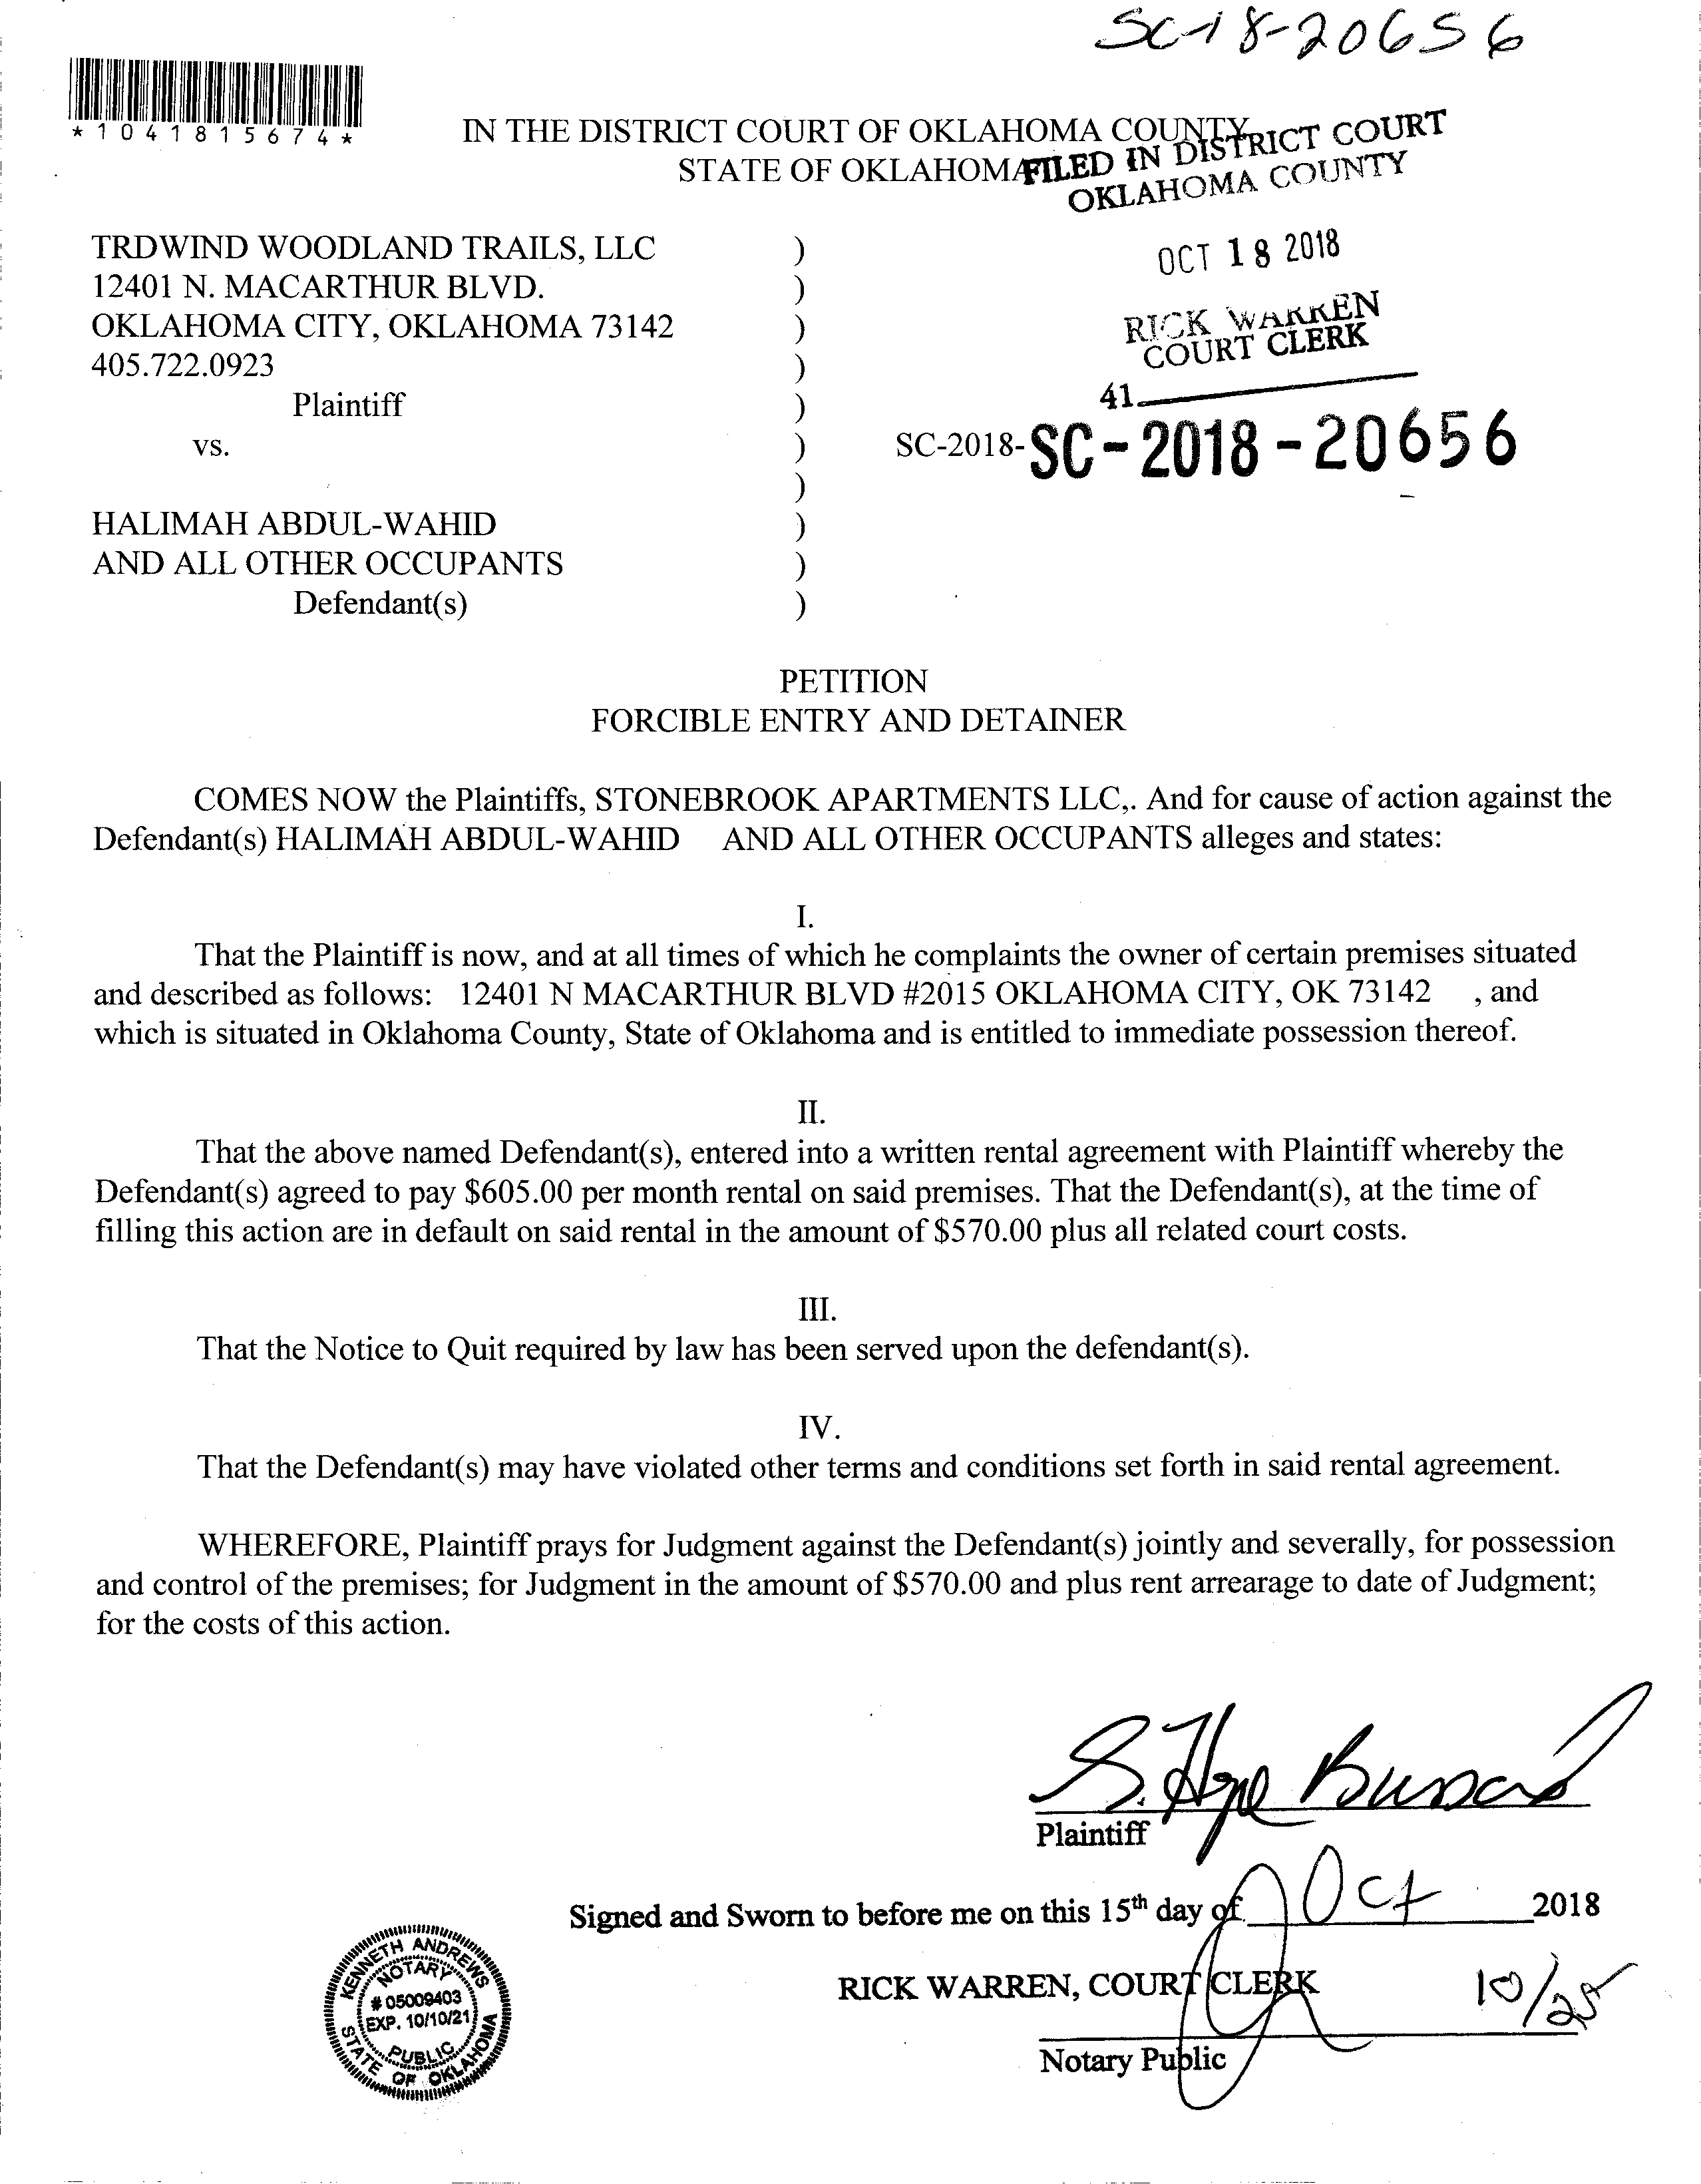 SC-18-20656
*1041815674*
IN THE DISTRICT COURT OF OKLAHOMA COUNTY
STATE OF OKLAHOMA
FILED IN DISTRICT COURT
OKLAHOMA COUNTY
OCT 18 2018
RICK WARREN
COURT CLERK
41
TRDWIND WOODLAND TRAILS, LLC )
12401 N. MACARTHUR BLVD. )
OKLAHOMA CITY, OKLAHOMA 73142 )
405.722.0923 )
Plaintiff )
vs. ) SC-2018- SC-2018-20656
)
HALIMAH ABDUL-WAHID )
AND ALL OTHER OCCUPANTS )
Defendant(s) )
PETITION
FORCIBLE ENTRY AND DETAINER
COMES NOW the Plaintiffs, STONEBROOK APARTMENTS LLC,. And for cause of action against the
Defendant(s) HALIMAH ABDUL-WAHID AND ALL OTHER OCCUPANTS alleges and states:
I.
That the Plaintiff is now, and at all times of which he complaints the owner of certain premises situated
and described as follows: 12401 N MACARTHUR BLVD #2015 OKLAHOMA CITY, OK 73142 , and
which is situated in Oklahoma County, State of Oklahoma and is entitled to immediate possession thereof.
II.
That the above named Defendant(s), entered into a written rental agreement with Plaintiff whereby the
Defendant(s) agreed to pay $605.00 per month rental on said premises. That the Defendant(s), at the time of
filling this action are in default on said rental in the amount of $570.00 plus all related court costs.
III.
That the Notice to Quit required by law has been served upon the defendant(s).
IV.
That the Defendant(s) may have violated other terms and conditions set forth in said rental agreement.
WHEREFORE, Plaintiff prays for Judgment against the Defendant(s) jointly and severally, for possession
and control of the premises; for Judgment in the amount of $570.00 and plus rent arrearage to date of Judgment;
for the costs of this action.
S. Hope
Plaintiff
Signed and Sworn to before me on this 15th day of Oct 2018
RICK WARREN, COURT CLERK
10/25
Notary Public
KENNETH ANDREWS
NOTARY
# 05009403
EXP. 10/10/21
PUBLIC
STATE OF OKLAHOMA